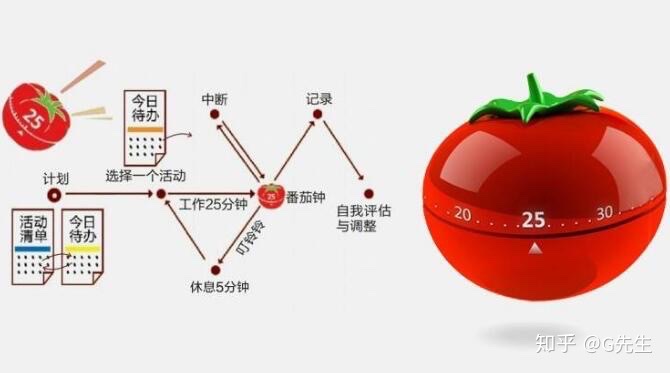 25
今日
待办
中断
记录
计划
选择一个活动
工作25分钟
25
番茄钟
自我评估
与调整
活动
清单
今日
待办
叮铃铃
休息5分钟
20
25
30
知乎 @G先生